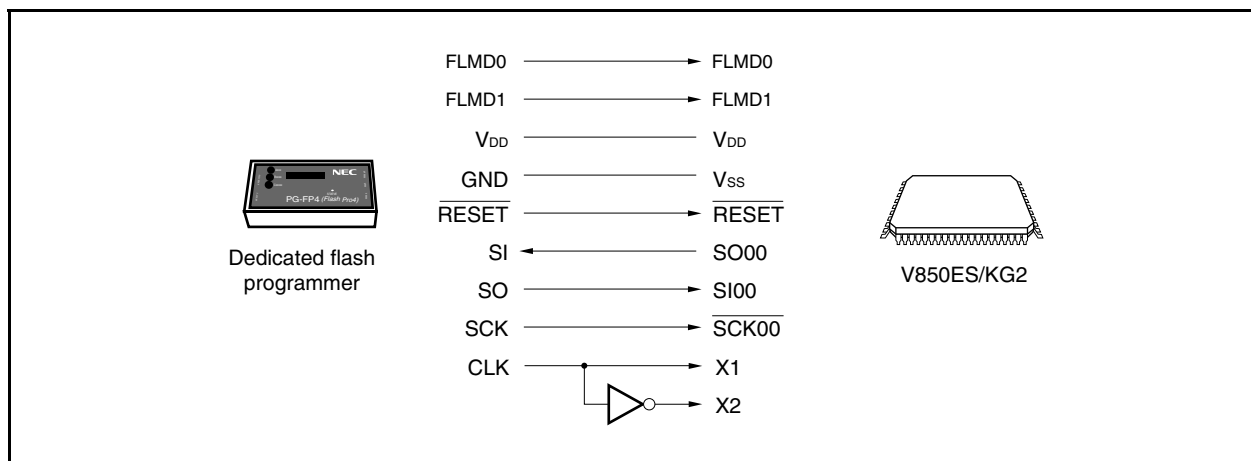 FLMD0 FLMD0
FLMD1 FLMD1
VDD VDD
GND VSS
RESET RESET
SI SO00
SO SI00
SCK SCK00
CLK X1
X2
NEC
PG-FP4 (Flash Pro4)
Dedicated flash
programmer
V850ES/KG2